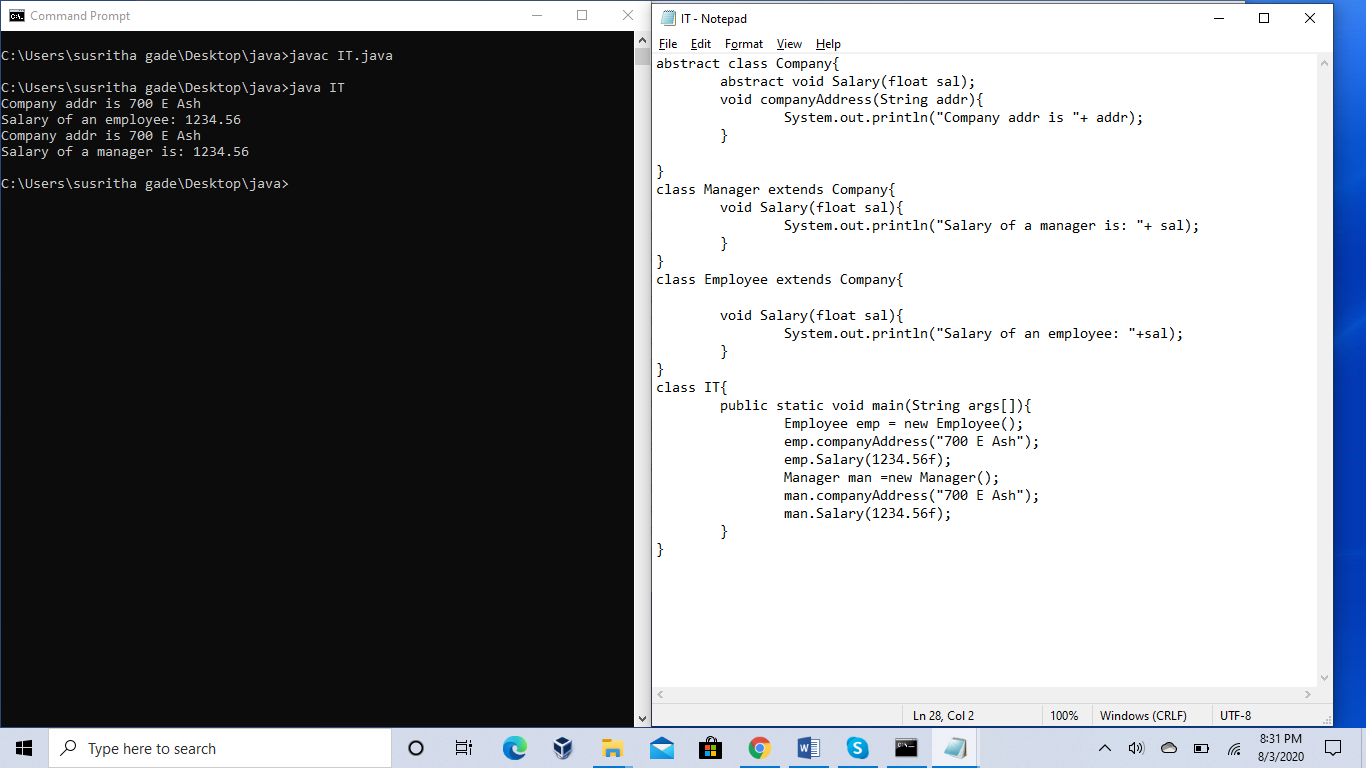 Command Prompt
C:\Users\susritha gade\Desktop\java>javac IT.java
C:\Users\susritha gade\Desktop\java>java IT
Company addr is 700 E Ash
Salary of an employee: 1234.56
Company addr is 700 E Ash
Salary of a manager is: 1234.56
C:\Users\susritha gade\Desktop\java>
IT - Notepad
File Edit Format View Help
abstract class Company{
        abstract void Salary(float sal);
        void companyAddress(String addr){
                System.out.println("Company addr is "+ addr);
        }

}
class Manager extends Company{
        void Salary(float sal){
                System.out.println("Salary of a manager is: "+ sal);
        }
}
class Employee extends Company{

        void Salary(float sal){
                System.out.println("Salary of an employee: "+sal);
        }
}
class IT{
        public static void main(String args[]){
                Employee emp = new Employee();
                emp.companyAddress("700 E Ash");
                emp.Salary(1234.56f);
                Manager man =new Manager();
                man.companyAddress("700 E Ash");
                man.Salary(1234.56f);
        }
}
Ln 28, Col 2 100% Windows (CRLF) UTF-8
Type here to search
8:31 PM
8/3/2020